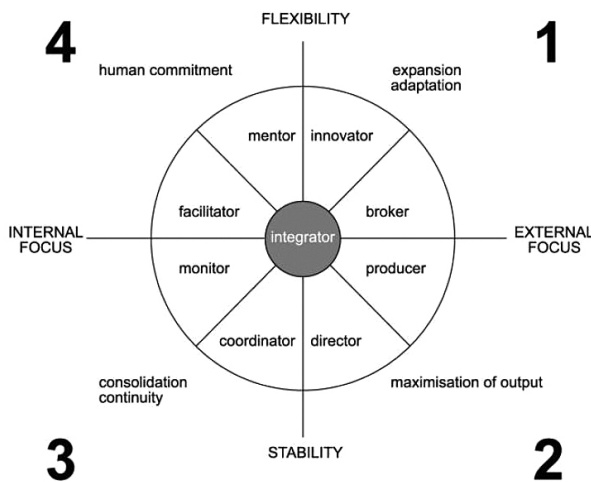 FLEXIBILITY
4
1
human commitment
expansion
adaptation
mentor
innovator
facilitator
broker
INTERNAL
FOCUS
integrator
EXTERNAL
FOCUS
monitor
producer
coordinator
director
consolidation
continuity
maximisation of output
3
STABILITY
2